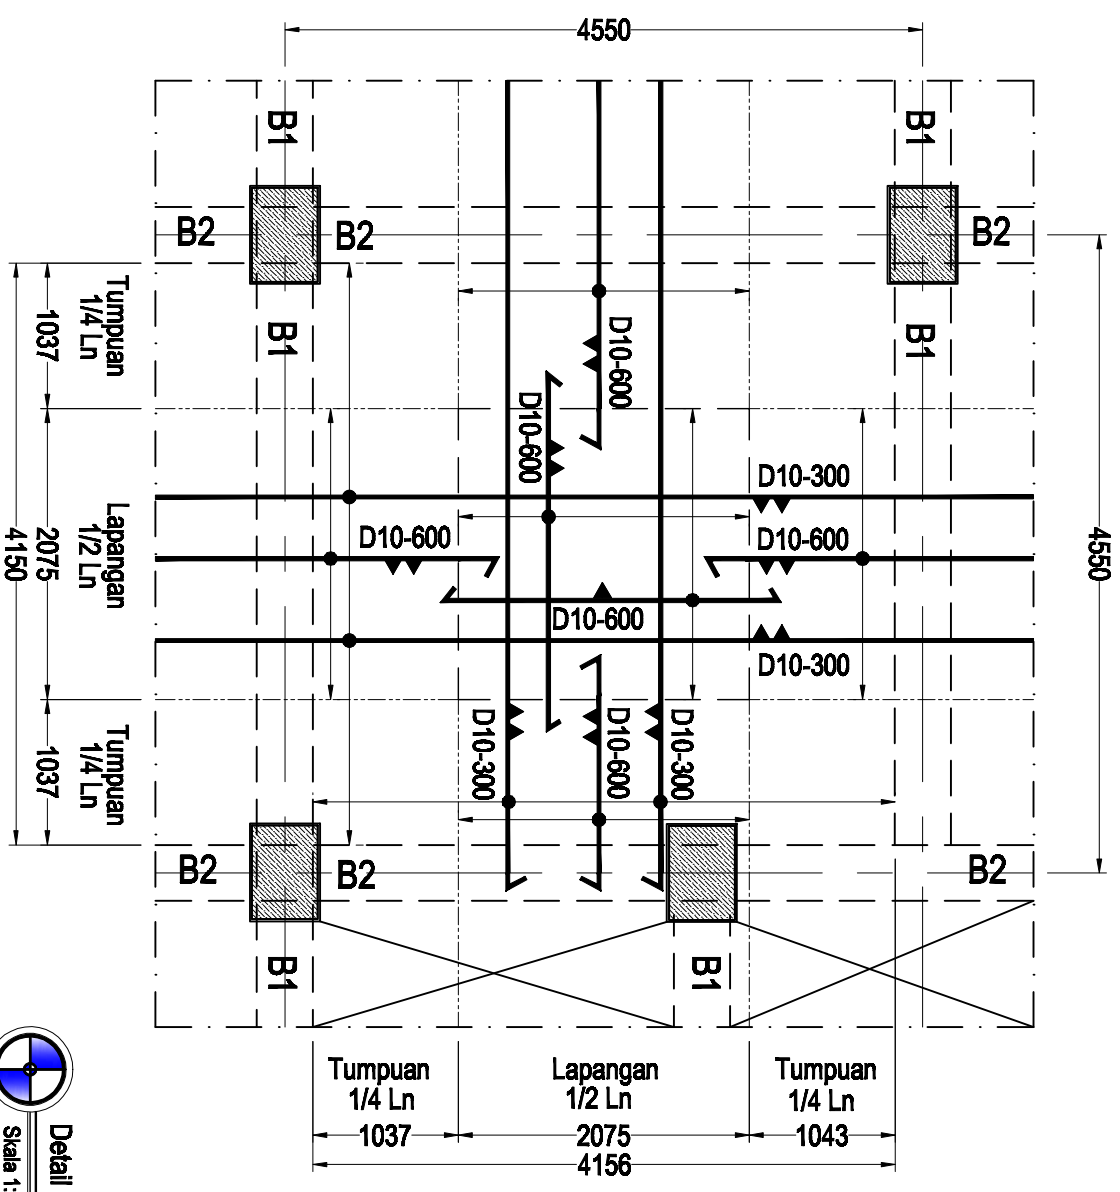 4550
B1
B1
B2
B2
B2
4550
Tumpuan
1/4 Ln
1037
B1
B1
D10-600
D10-600
D10-300
D10-600
D10-600
D10-600
D10-300
Lapangan
1/2 Ln
2075
4150
Tumpuan
1/4 Ln
1037
D10-300
D10-600
D10-300
B2
B2
B2
B1
B1
Tumpuan
1/4 Ln
1037
Lapangan
1/2 Ln
2075
Tumpuan
1/4 Ln
1043
4156
Detail
Skala 1: